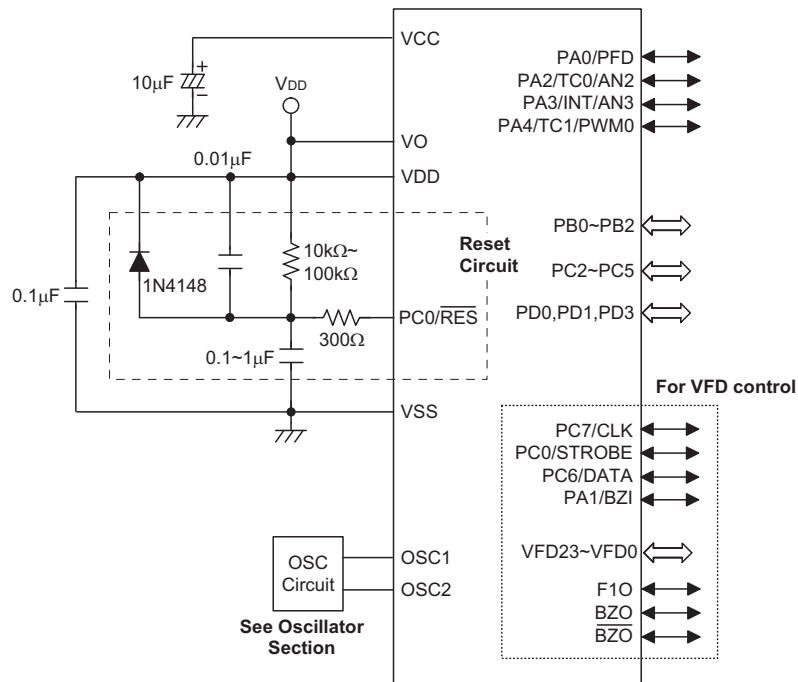 VCC
10μF
+
−
VDD
VO
0.01μF
VDD
Reset
Circuit
10kΩ~
100kΩ
1N4148
0.1μF
PC0/RES
300Ω
0.1~1μF
VSS
OSC
Circuit
OSC1
OSC2
See Oscillator
Section
PA0/PFD
PA2/TC0/AN2
PA3/INT/AN3
PA4/TC1/PWM0
PB0~PB2
PC2~PC5
PD0,PD1,PD3
For VFD control
PC7/CLK
PC0/STROBE
PC6/DATA
PA1/BZI
VFD23~VFD0
F1O
BZO
BZO